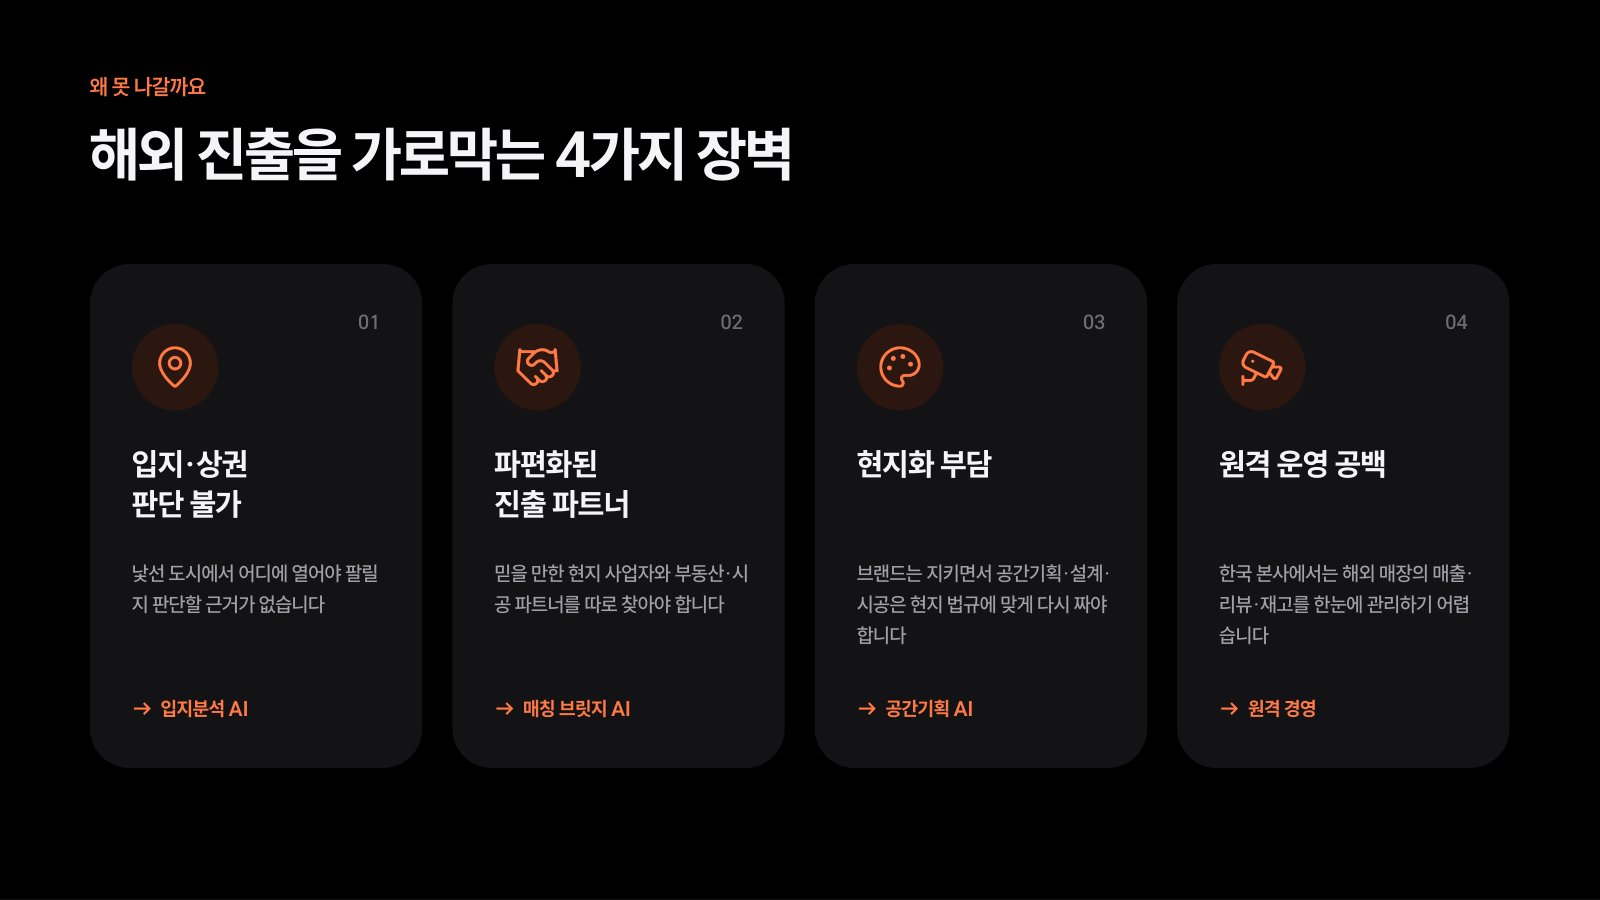 왜 못 나갈까요
해외 진출을 가로막는 4가지 장벽
01
입지·상권
판단 불가
낯선 도시에서 어디에 열어야 팔릴
지 판단할 근거가 없습니다
→ 입지분석 AI
02
파편화된
진출 파트너
믿을 만한 현지 사업자와 부동산·시
공 파트너를 따로 찾아야 합니다
→ 매칭 브릿지 AI
03
현지화 부담
브랜드는 지키면서 공간기획·설계·
시공은 현지 법규에 맞게 다시 짜야
합니다
→ 공간기획 AI
04
원격 운영 공백
한국 본사에서는 해외 매장의 매출·
리뷰·재고를 한눈에 관리하기 어렵
습니다
→ 원격 경영